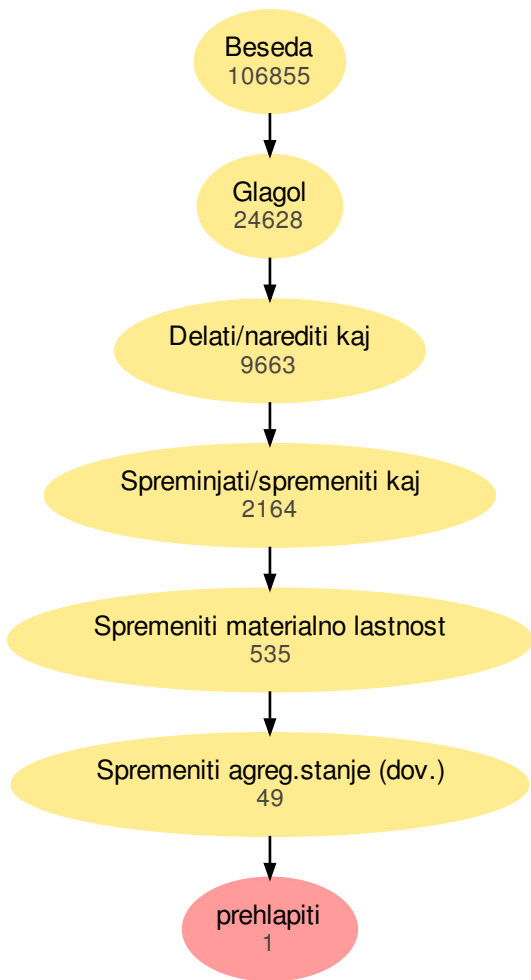 Beseda
106855
Glagol
24628
Delati/narediti kaj
9663
Spreminjati/spremeniti kaj
2164
Spremeniti materialno lastnost
535
Spremeniti agreg.stanje (dov.)
49
prehlapiti
1